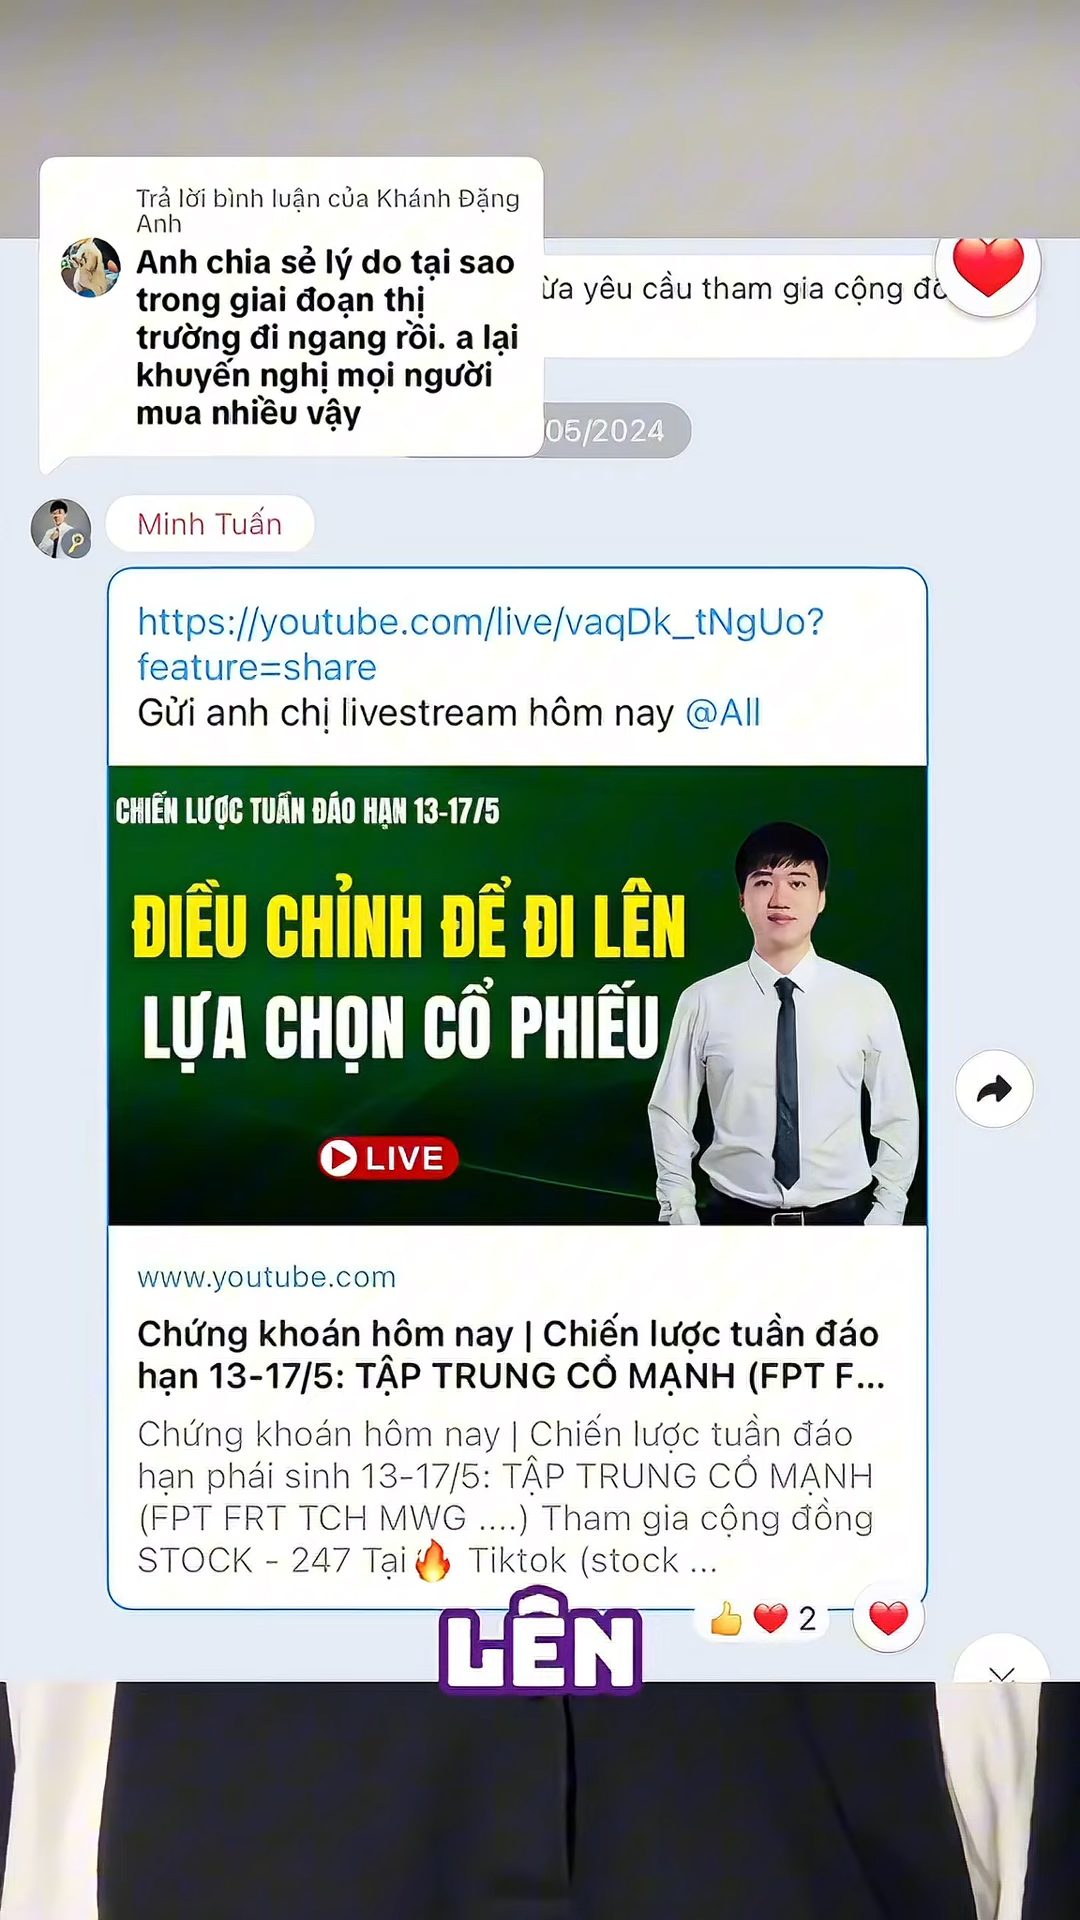 Trả lời bình luận của Khánh Đặng
Anh
Anh chia sẻ lý do tại sao
trong giai đoạn thị
trường đi ngang rồi. a lại
khuyến nghị mọi người
mua nhiều vậy
yêu cầu tham gia cộng
/05/2024
Minh Tuấn
https://youtube.com/live/vaqDk_tNgUo?
feature=share
Gửi anh chị livestream hôm nay @All
CHIẾN LƯỢC TUẦN ĐÁO HẠN 13-17/5
ĐIỀU CHỈNH ĐỂ ĐI LÊN
LỰA CHỌN CỔ PHIẾU
LIVE
www.youtube.com
Chứng khoán hôm nay | Chiến lược tuần đáo
hạn 13-17/5: TẬP TRUNG CỔ MẠNH (FPT F...
Chứng khoán hôm nay | Chiến lược tuần đáo
hạn phái sinh 13-17/5: TẬP TRUNG CỔ MẠNH
(FPT FRT TCH MWG ....) Tham gia cộng đồng
STOCK - 247 Tại🔥 Tiktok (stock ...
2
LÊN